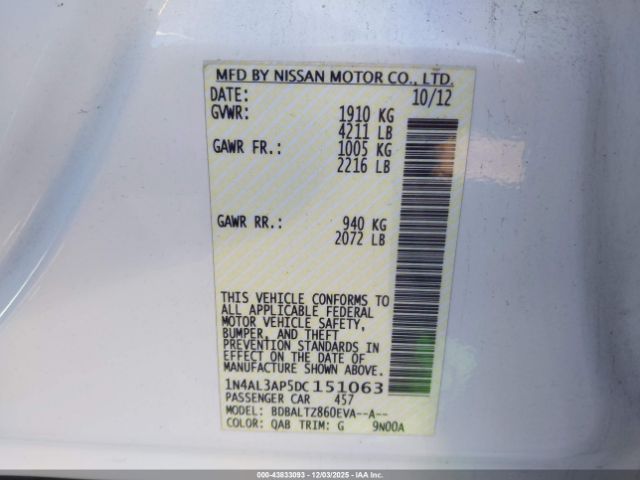 MFD BY NISSAN MOTOR CO., LTD.
DATE: 10/12
GVWR: 1910 KG
4211 LB
GAWR FR.: 1005 KG
2216 LB
GAWR RR.: 940 KG
2072 LB
THIS VEHICLE CONFORMS TO
ALL APPLICABLE FEDERAL
MOTOR VEHICLE SAFETY,
BUMPER, AND THEFT
PREVENTION STANDARDS IN
EFFECT ON THE DATE OF
MANUFACTURE SHOWN ABOVE.
1N4AL3AP5DC151063
PASSENGER CAR 457
MODEL: BDBALTZ860EVA--A--
COLOR: QAB TRIM: G 9N00A
000-43833093 - 12/03/2025 - IAAI.COM